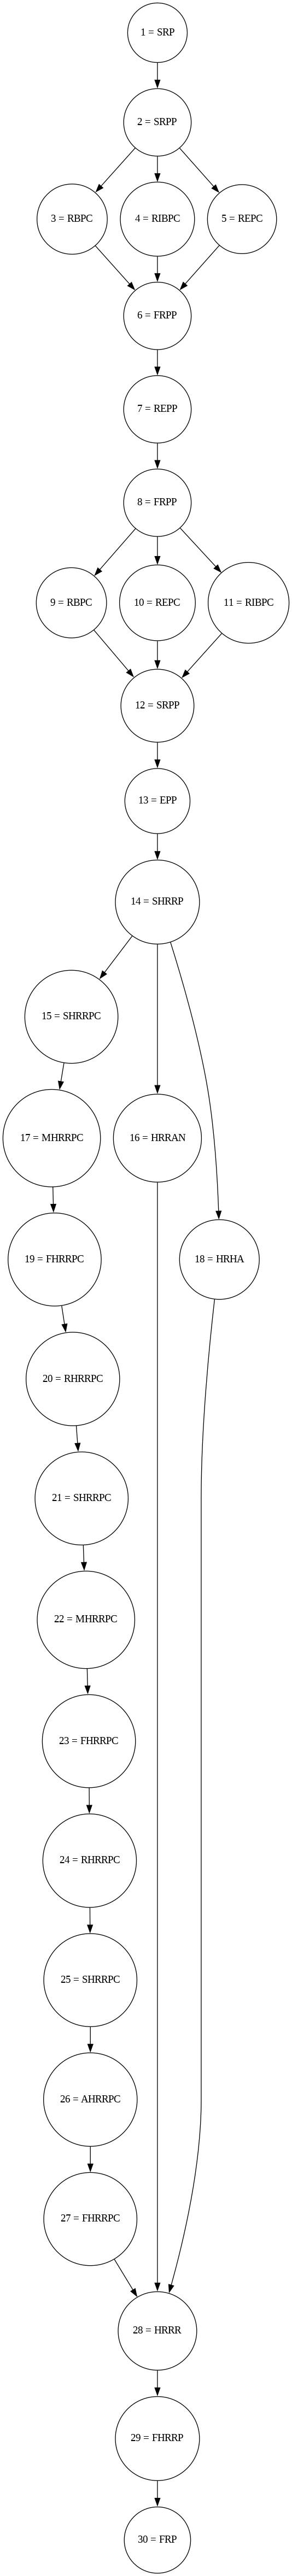 1 = SRP
2 = SRPP
3 = RBPC
4 = RIBPC
5 = REPC
6 = FRPP
7 = REPP
8 = FRPP
9 = RBPC
10 = REPC
11 = RIBPC
12 = SRPP
13 = EPP
14 = SHRRP
15 = SHRRPC
17 = MHRRPC
16 = HRRAN
19 = FHRRPC
18 = HRHA
20 = RHRRPC
21 = SHRRPC
22 = MHRRPC
23 = FHRRPC
24 = RHRRPC
25 = SHRRPC
26 = AHRRPC
27 = FHRRPC
28 = HRRR
29 = FHRRP
30 = FRP